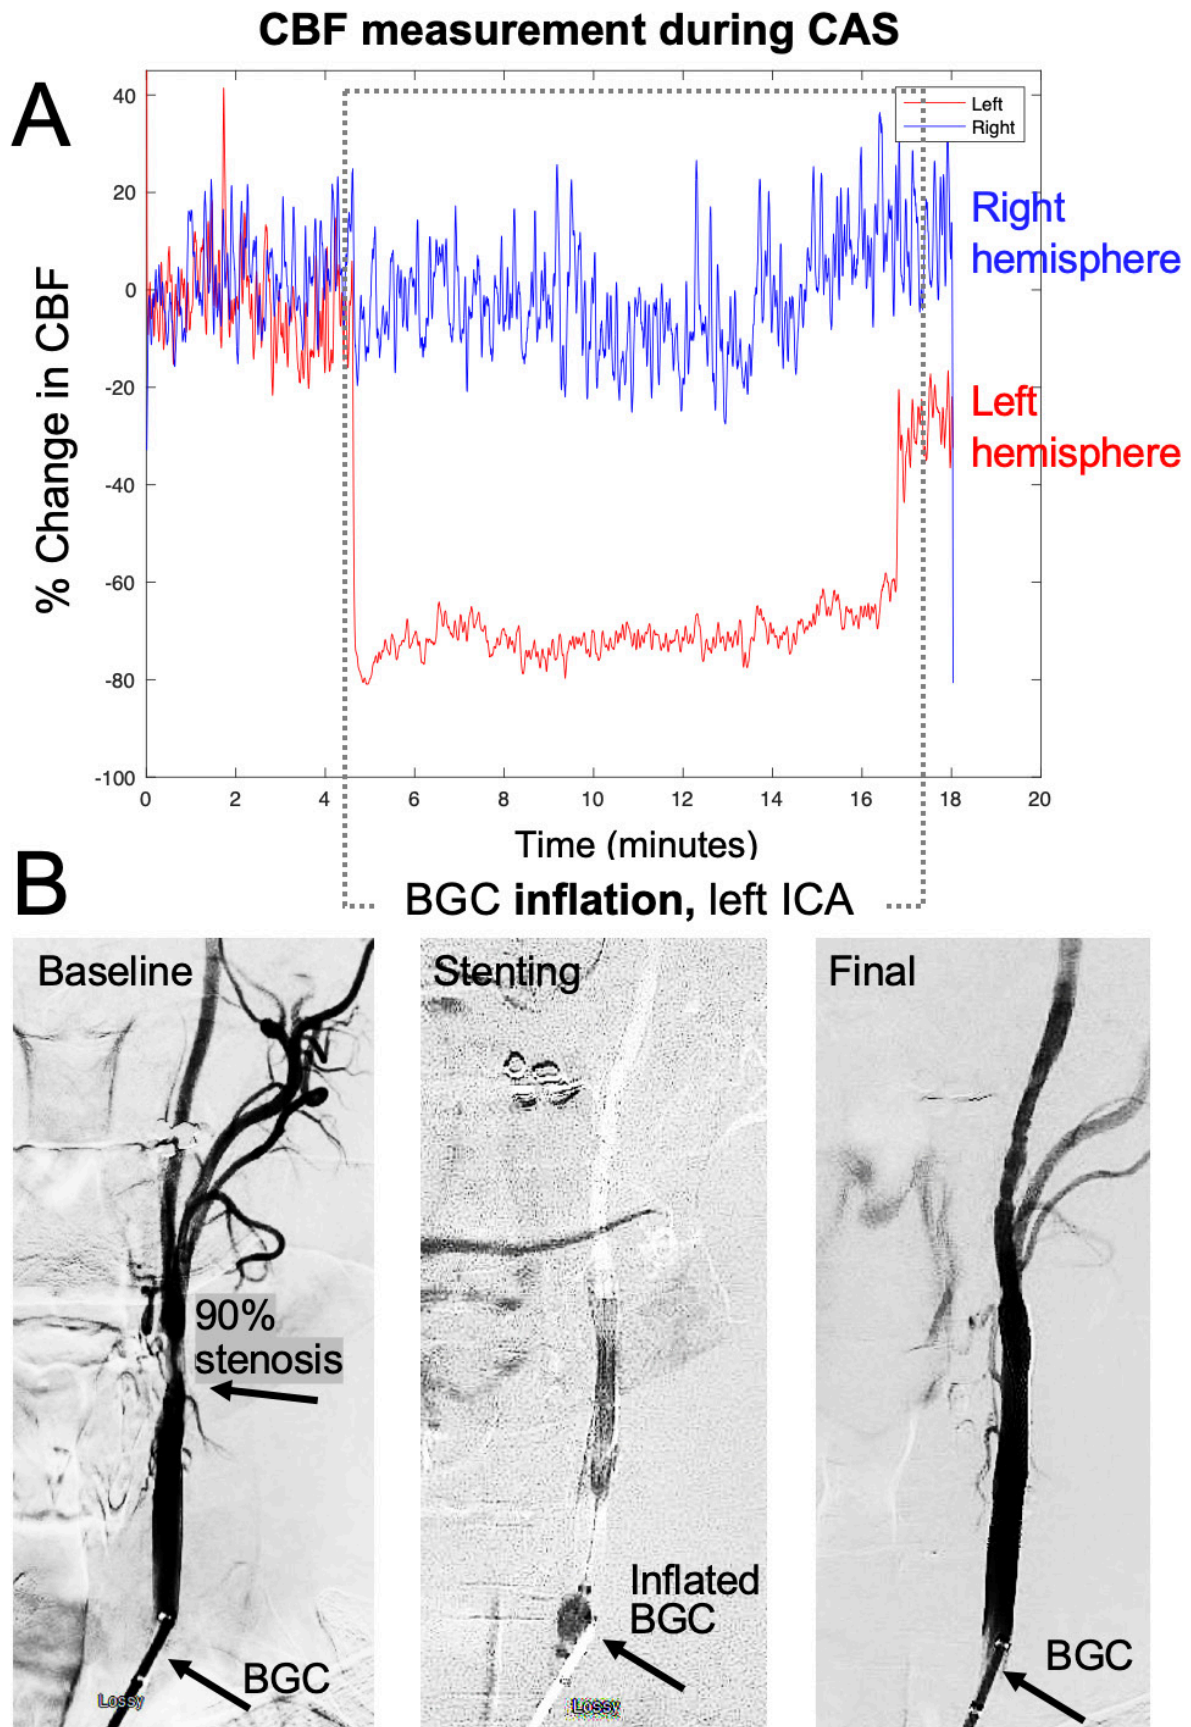 CBF measurement during CAS
A
% Change in CBF
40
20
0
-20
-40
-60
-80
-100
Left
Right
Right
hemisphere
Left
hemisphere
0 2 4 6 8 10 12 14 16 18 20
Time (minutes)
BGC inflation, left ICA
B
Baseline
90%
stenosis
BGC
Lossy
Stenting
Inflated
BGC
Lossy
Final
BGC